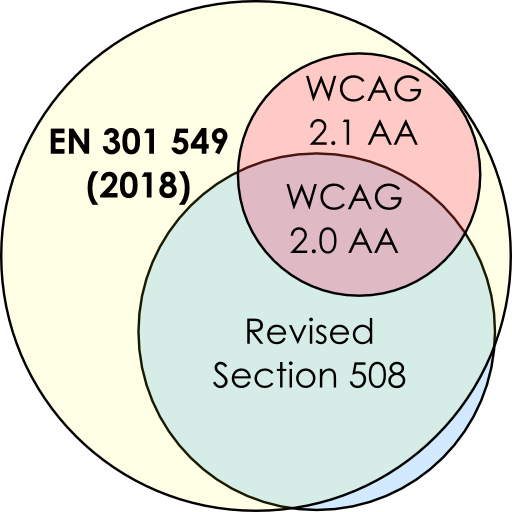 WCAG
2.1 AA
EN 301 549
(2018)
WCAG
2.0 AA
Revised
Section 508